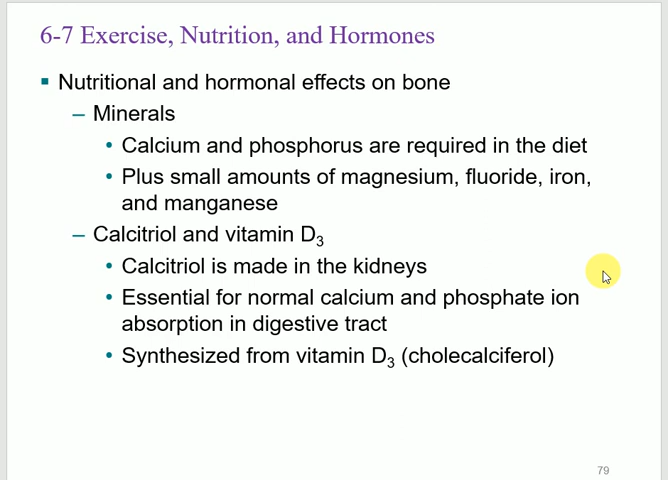 6-7 Exercise, Nutrition, and Hormones
▪ Nutritional and hormonal effects on bone
– Minerals
• Calcium and phosphorus are required in the diet
• Plus small amounts of magnesium, fluoride, iron,
and manganese
– Calcitriol and vitamin D₃
• Calcitriol is made in the kidneys
• Essential for normal calcium and phosphate ion
absorption in digestive tract
• Synthesized from vitamin D₃ (cholecalciferol)
79